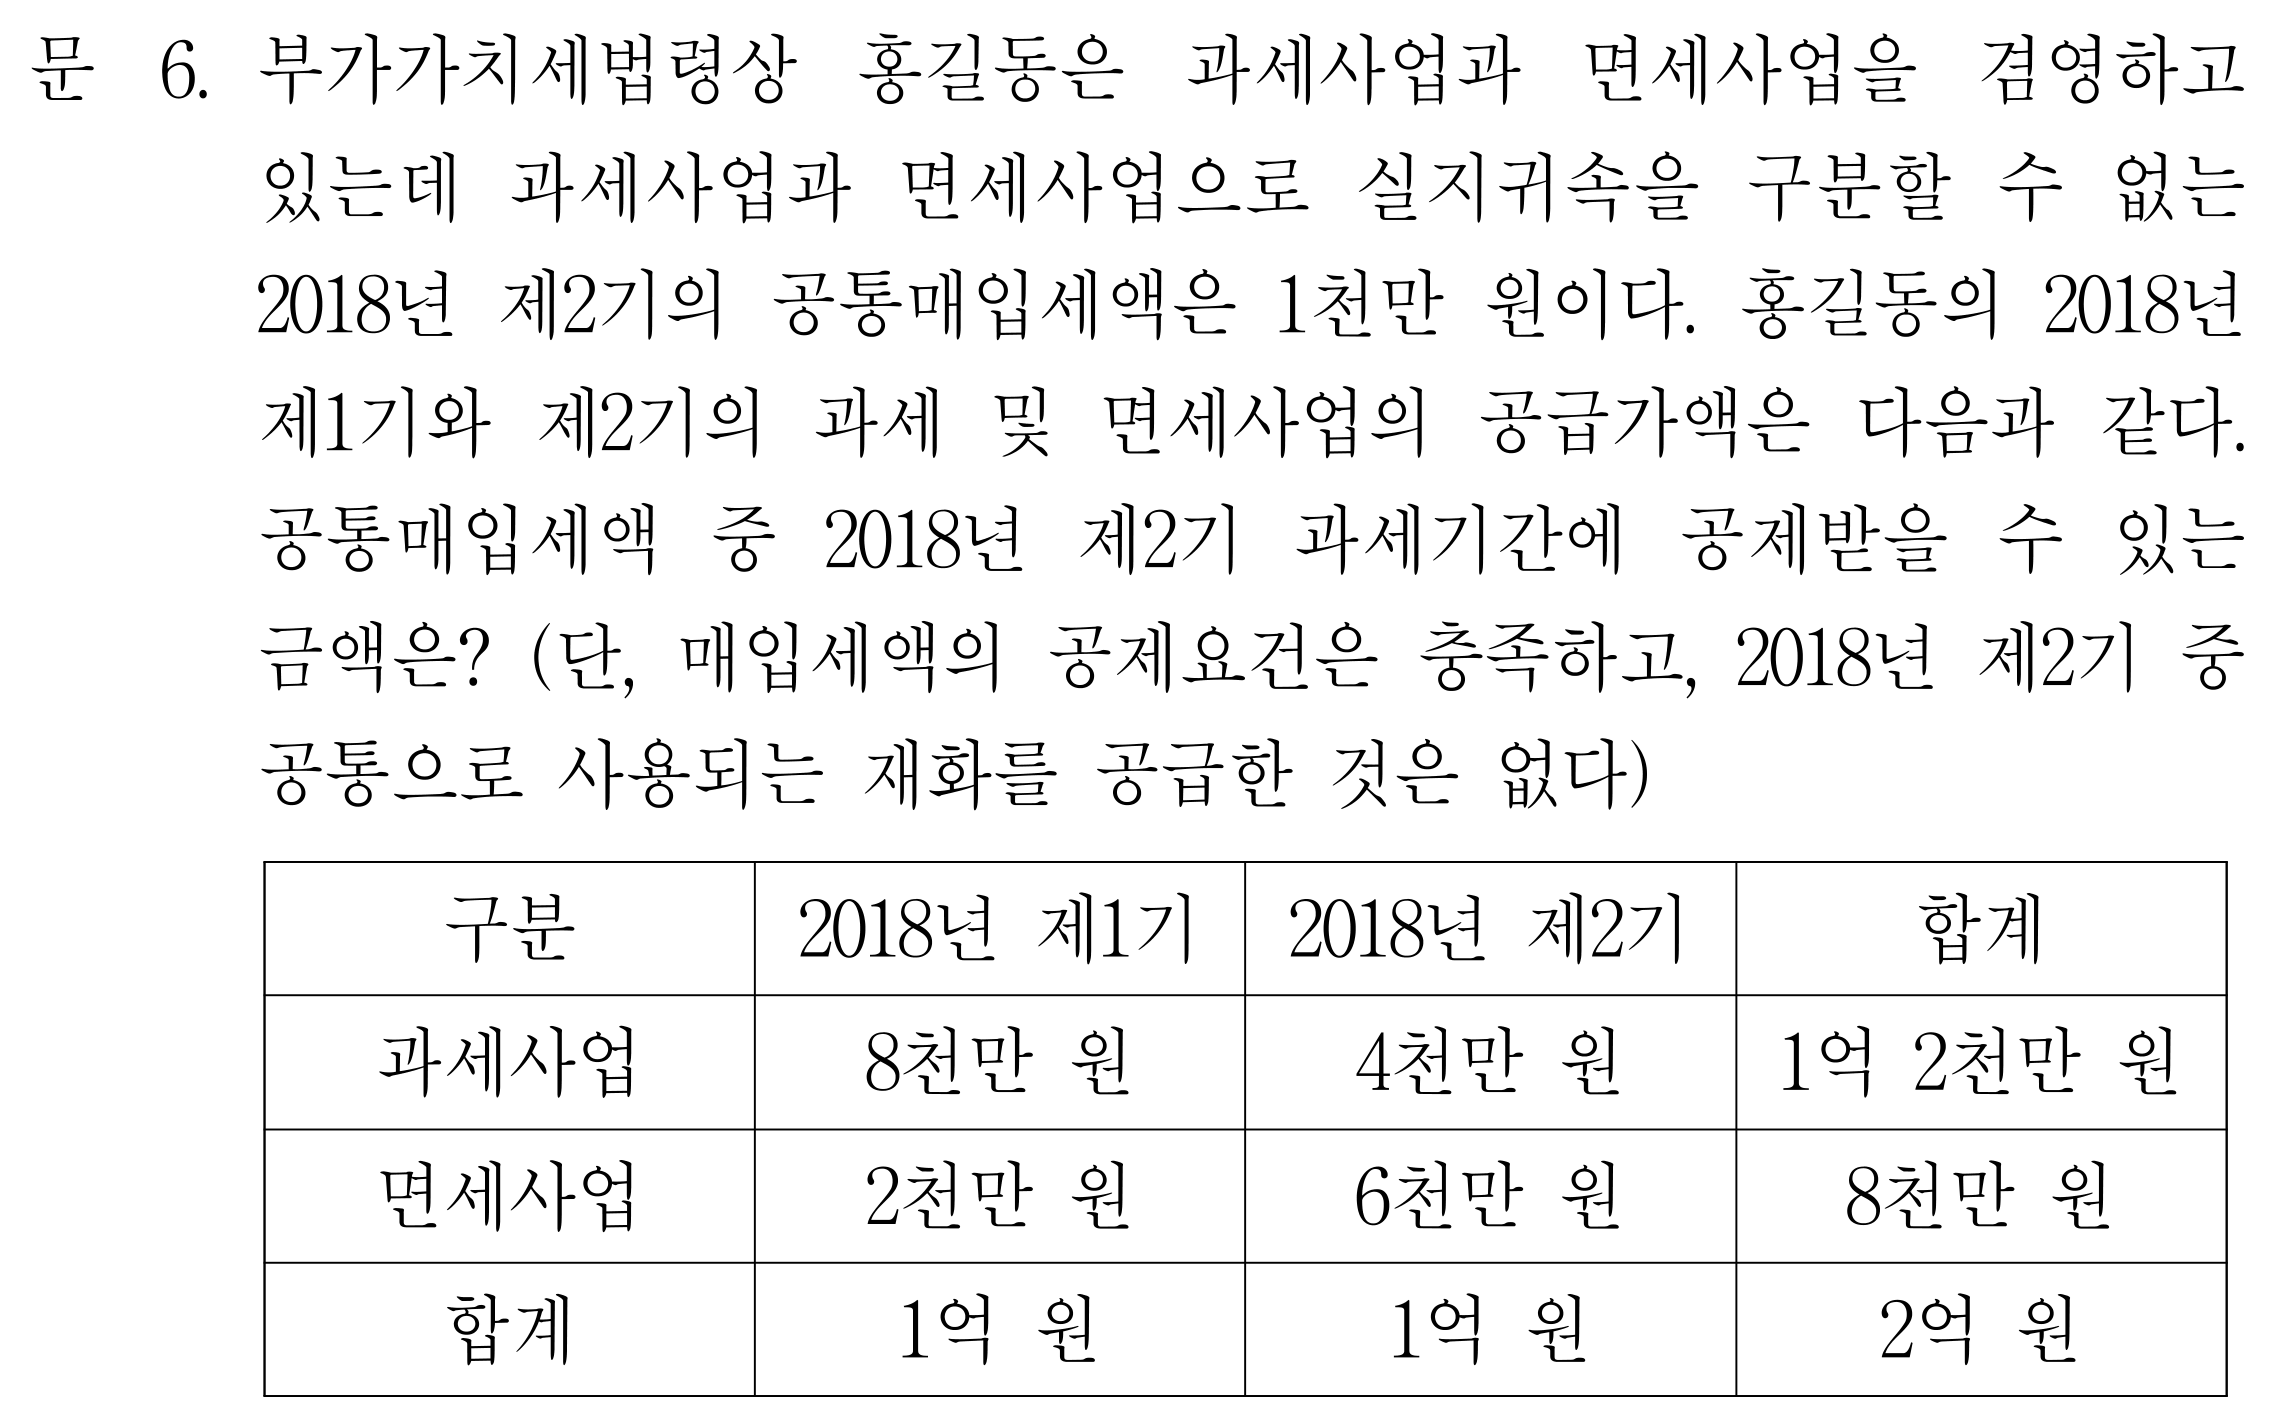 문 6. 부가가치세법령상 홍길동은 과세사업과 면세사업을 겸영하고
있는데 과세사업과 면세사업으로 실지귀속을 구분할 수 없는
2018년 제2기의 공통매입세액은 1천만 원이다. 홍길동의 2018년
제1기와 제2기의 과세 및 면세사업의 공급가액은 다음과 같다.
공통매입세액 중 2018년 제2기 과세기간에 공제받을 수 있는
금액은? (단, 매입세액의 공제요건은 충족하고, 2018년 제2기 중
공통으로 사용되는 재화를 공급한 것은 없다)
구분 2018년 제1기 2018년 제2기 합계
과세사업 8천만 원 4천만 원 1억 2천만 원
면세사업 2천만 원 6천만 원 8천만 원
합계 1억 원 1억 원 2억 원